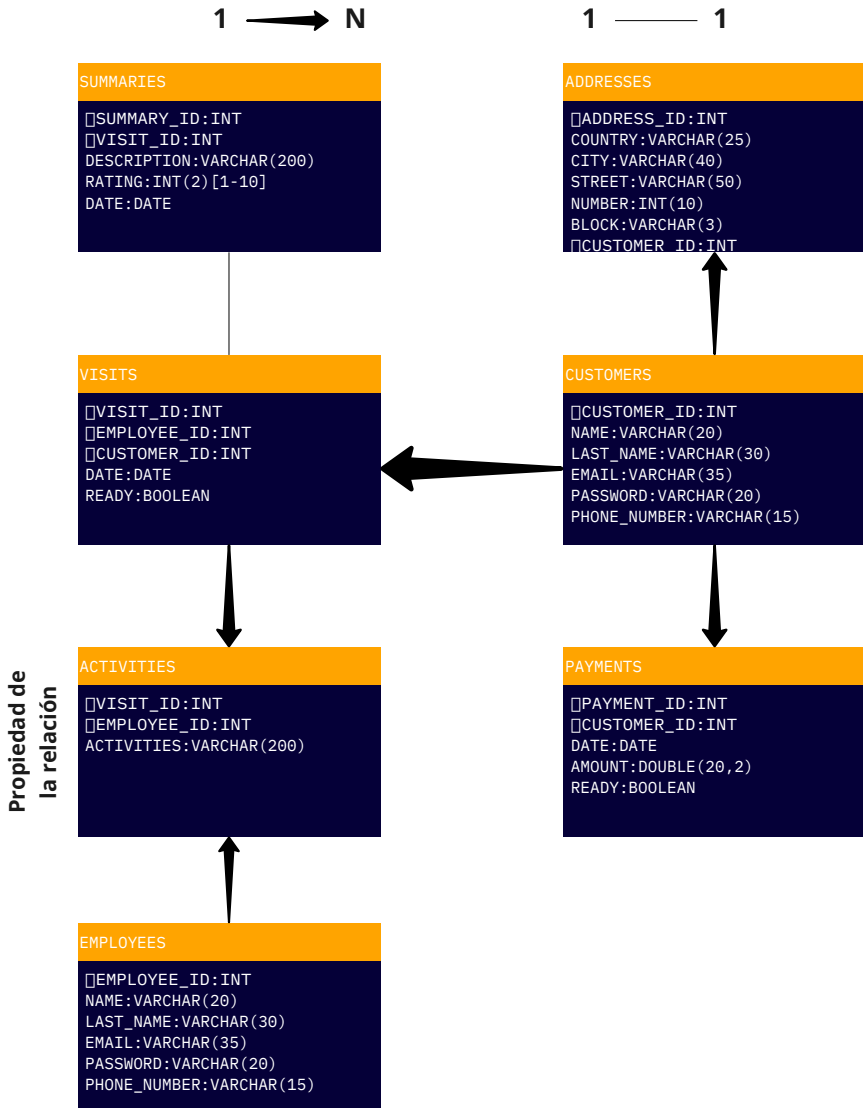 1 N
1 1
SUMMARIES
▯SUMMARY_ID:INT
▯VISIT_ID:INT
DESCRIPTION:VARCHAR(200)
RATING:INT(2)[1-10]
DATE:DATE
ADDRESSES
▯ADDRESS_ID:INT
COUNTRY:VARCHAR(25)
CITY:VARCHAR(40)
STREET:VARCHAR(50)
NUMBER:INT(10)
BLOCK:VARCHAR(3)
▯CUSTOMER_ID:INT
VISITS
▯VISIT_ID:INT
▯EMPLOYEE_ID:INT
▯CUSTOMER_ID:INT
DATE:DATE
READY:BOOLEAN
CUSTOMERS
▯CUSTOMER_ID:INT
NAME:VARCHAR(20)
LAST_NAME:VARCHAR(30)
EMAIL:VARCHAR(35)
PASSWORD:VARCHAR(20)
PHONE_NUMBER:VARCHAR(15)
Propiedad de
la relación
ACTIVITIES
▯VISIT_ID:INT
▯EMPLOYEE_ID:INT
ACTIVITIES:VARCHAR(200)
PAYMENTS
▯PAYMENT_ID:INT
▯CUSTOMER_ID:INT
DATE:DATE
AMOUNT:DOUBLE(20,2)
READY:BOOLEAN
EMPLOYEES
▯EMPLOYEE_ID:INT
NAME:VARCHAR(20)
LAST_NAME:VARCHAR(30)
EMAIL:VARCHAR(35)
PASSWORD:VARCHAR(20)
PHONE_NUMBER:VARCHAR(15)